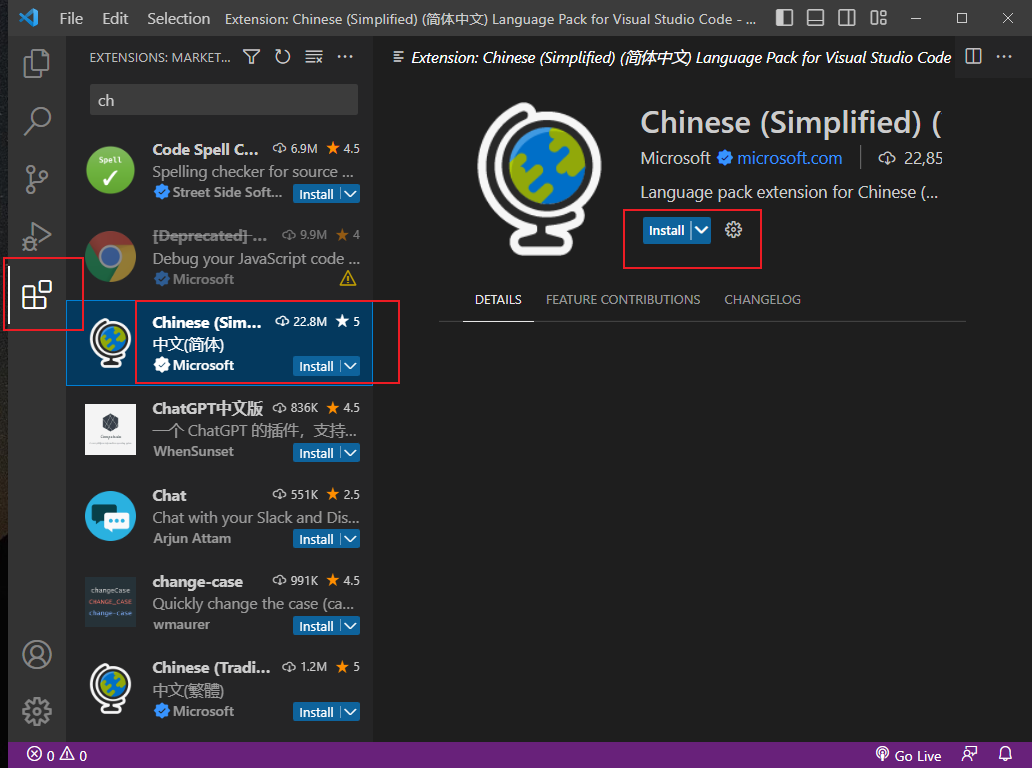 File Edit Selection Extension: Chinese (Simplified) (简体中文) Language Pack for Visual Studio Code - ...
EXTENSIONS: MARKET...
ch
Code Spell C... 6.9M 4.5
Spell
Spelling checker for source ...
Street Side Soft... Install
[Deprecated] ... 9.9M 4
Debug your JavaScript code ...
Microsoft
Chinese (Sim... 22.8M 5
中文(简体)
Microsoft Install
ChatGPT中文版 836K 4.5
一个 ChatGPT 的插件，支持...
WhenSunset Install
Chat 551K 2.5
Chat with your Slack and Dis...
Arjun Attam Install
change-case 991K 4.5
changeCase
CHANGE_CASE
change-case
Quickly change the case (ca...
wmaurer Install
Chinese (Tradi... 1.2M 5
中文(繁體)
Microsoft Install
Extension: Chinese (Simplified) (简体中文) Language Pack for Visual Studio Code
Chinese (Simplified) (
Microsoft microsoft.com 22,85
Language pack extension for Chinese (...
Install
DETAILS FEATURE CONTRIBUTIONS CHANGELOG
0 0 Go Live